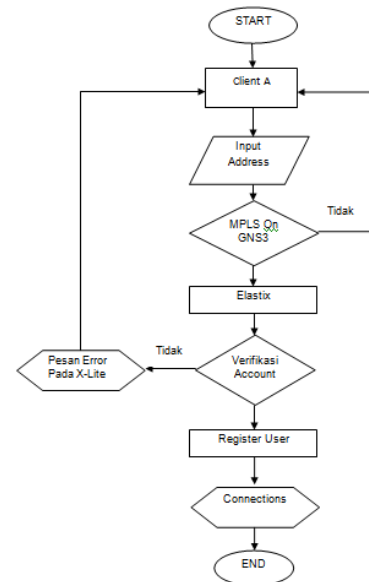 START
Client A
Input
Address
MPLS On
GNS3
Tidak
Elastix
Verifikasi
Account
Tidak
Pesan Error
Pada X-Lite
Register User
Connections
END